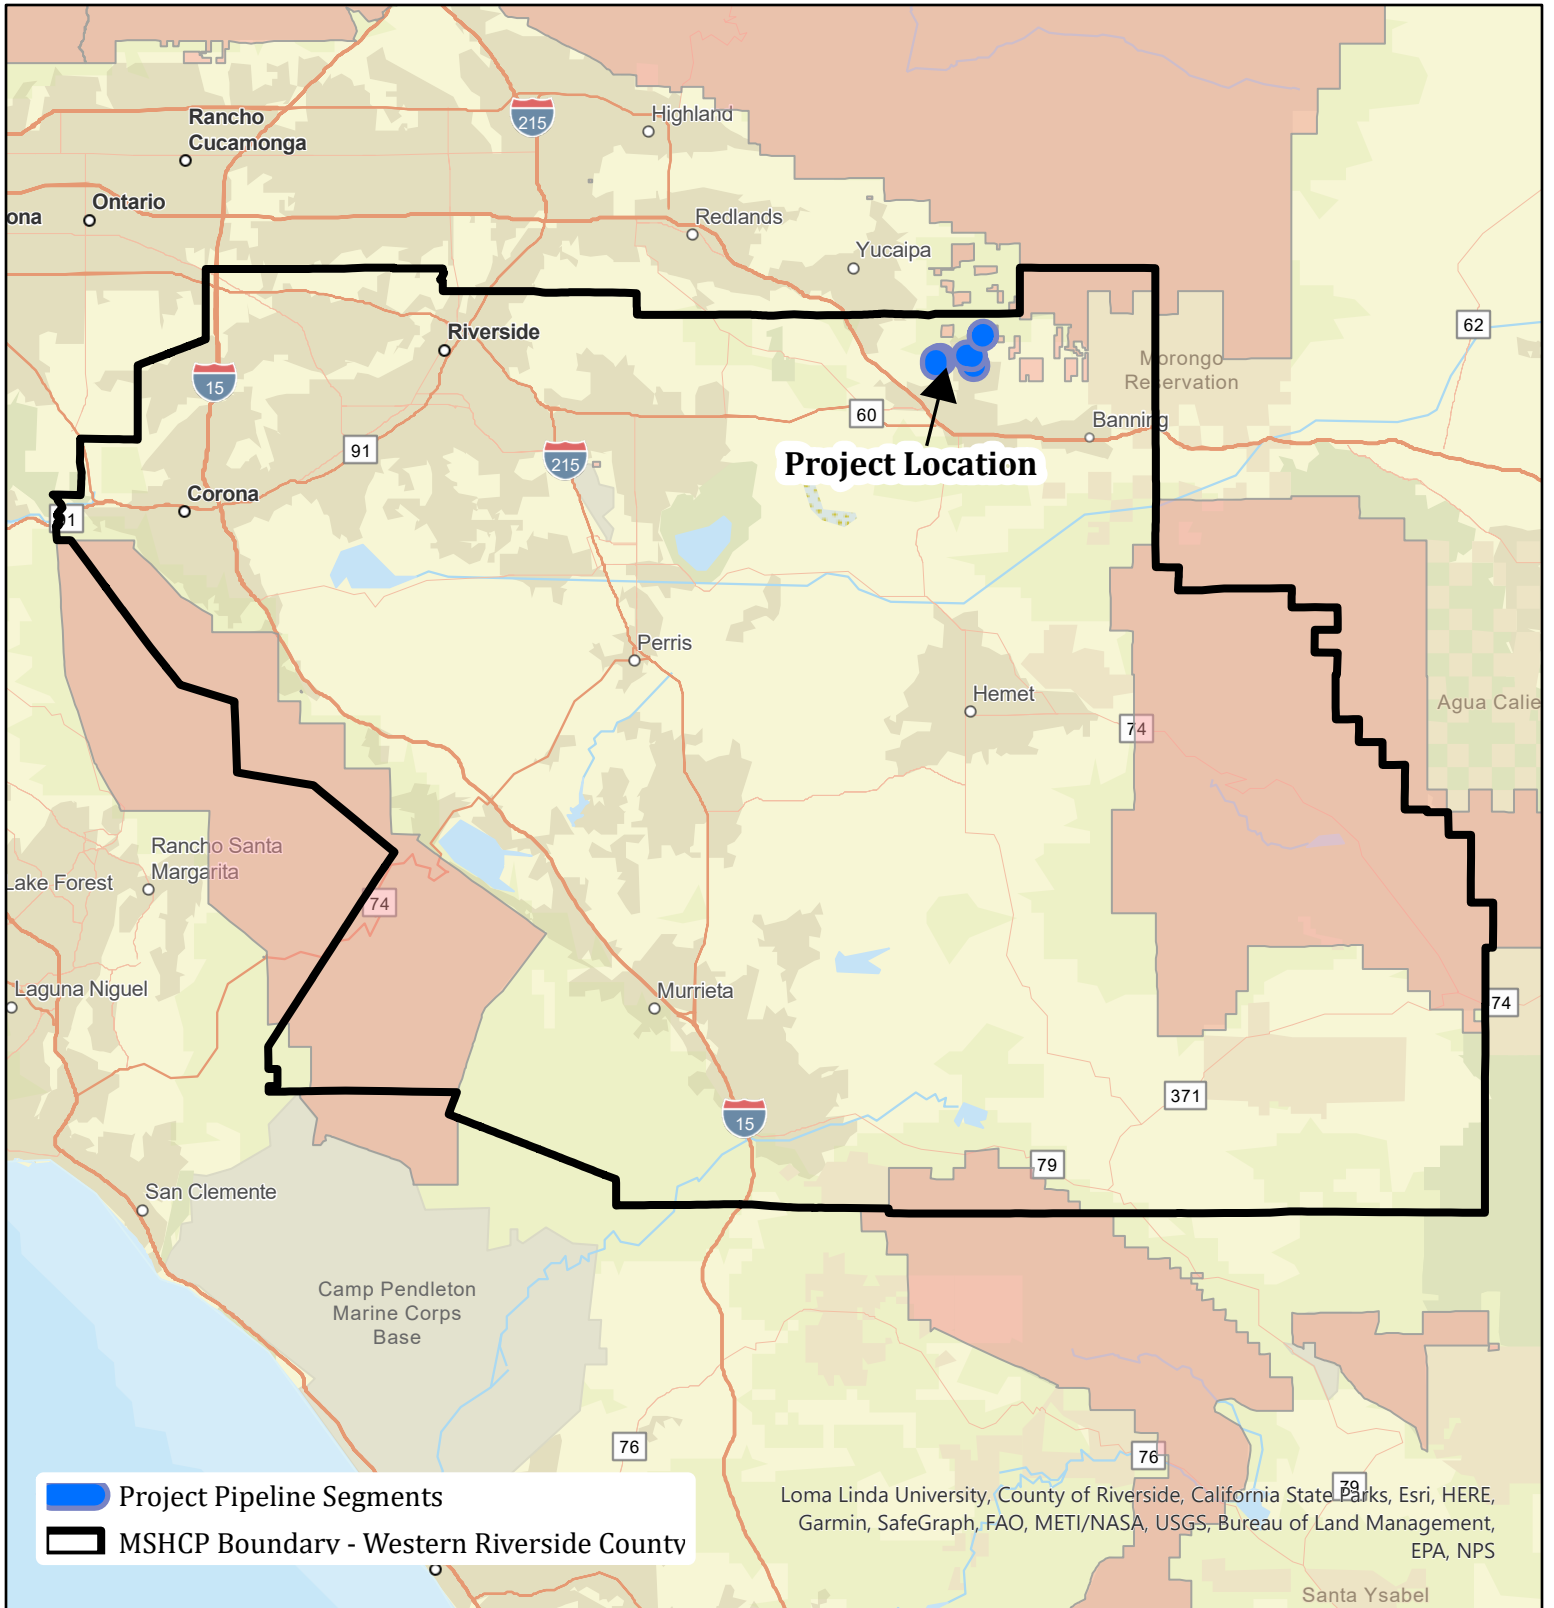 Rancho
Cucamonga
215
Highland
ona
Ontario
Redlands
Yucaipa
62
Riverside
Morongo
Reservation
15
60
Banning
91
215
Project Location
Corona
91
Perris
Hemet
Agua Calie
74
Rancho Santa
Margarita
Lake Forest
74
Laguna Niguel
Murrieta
74
371
15
79
San Clemente
Camp Pendleton
Marine Corps
Base
76
76
79
Project Pipeline Segments
MSHCP Boundary - Western Riverside County
Loma Linda University, County of Riverside, California State Parks, Esri, HERE,
Garmin, SafeGraph, FAO, METI/NASA, USGS, Bureau of Land Management,
EPA, NPS
Santa Ysabel